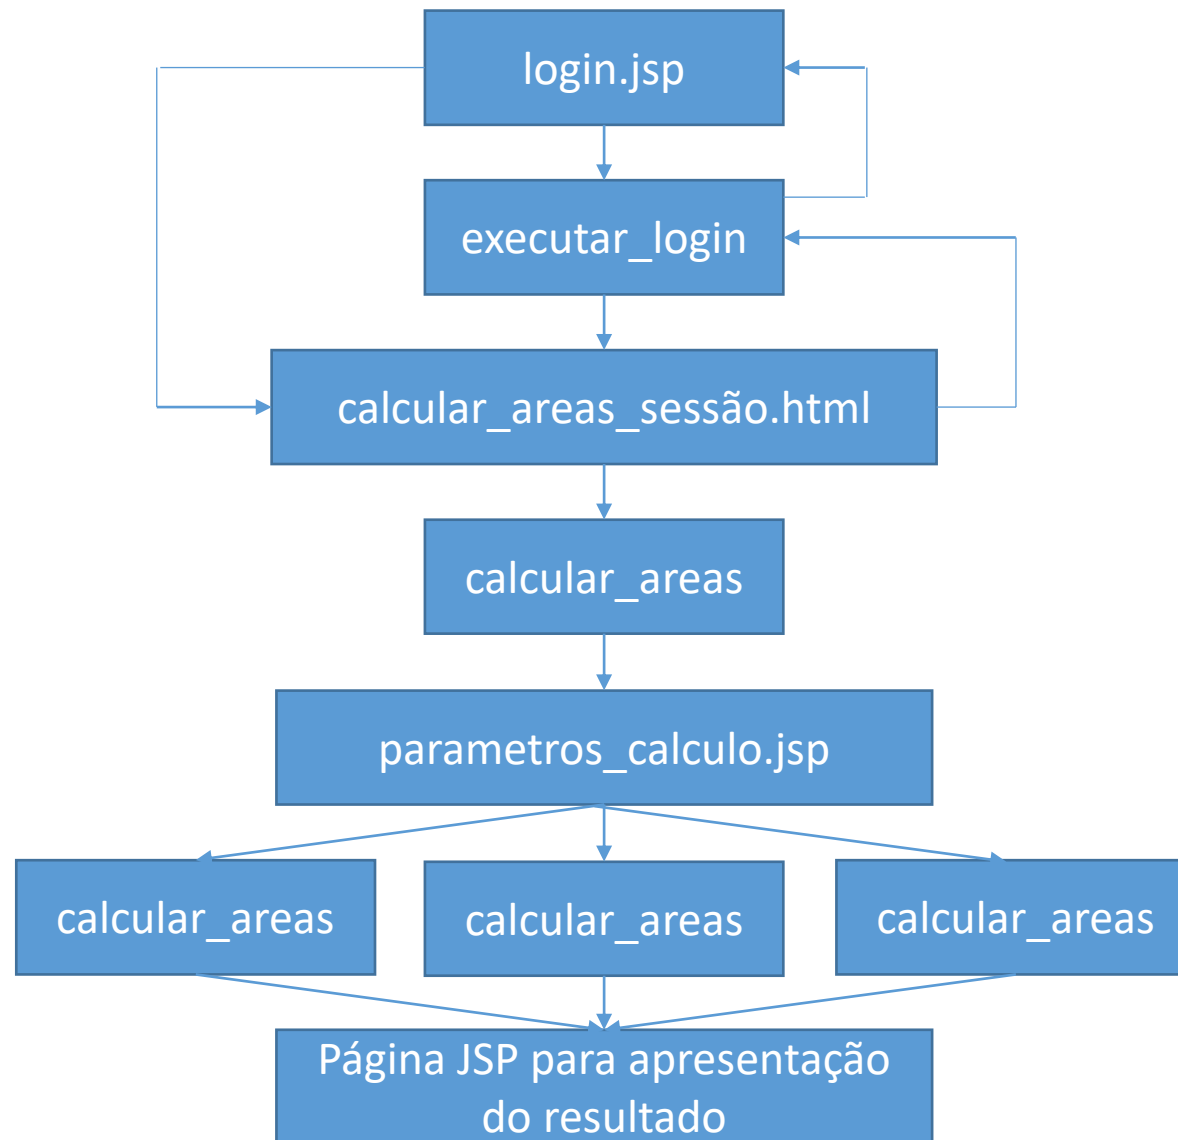 login.jsp
executar_login
calcular_areas_sessão.html
calcular_areas
parametros_calculo.jsp
calcular_areas
calcular_areas
calcular_areas
Página JSP para apresentação
do resultado